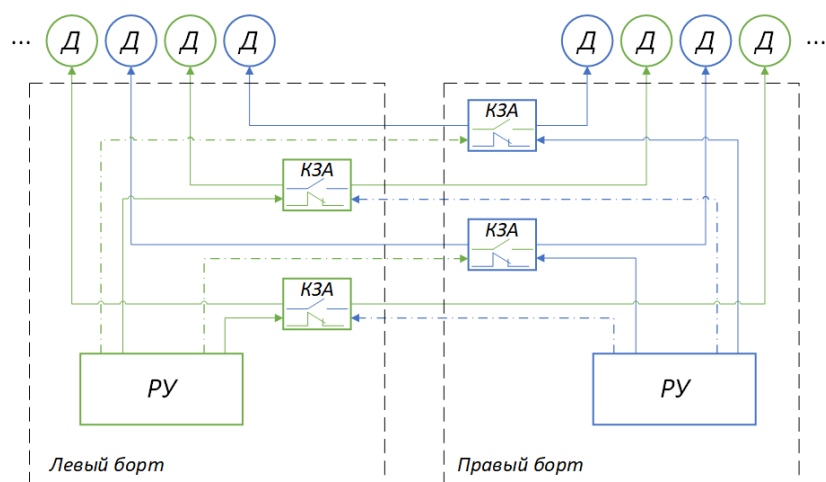 ... Д Д Д Д Д Д Д Д ...
КЗА
КЗА
КЗА
КЗА
РУ РУ
Левый борт Правый борт